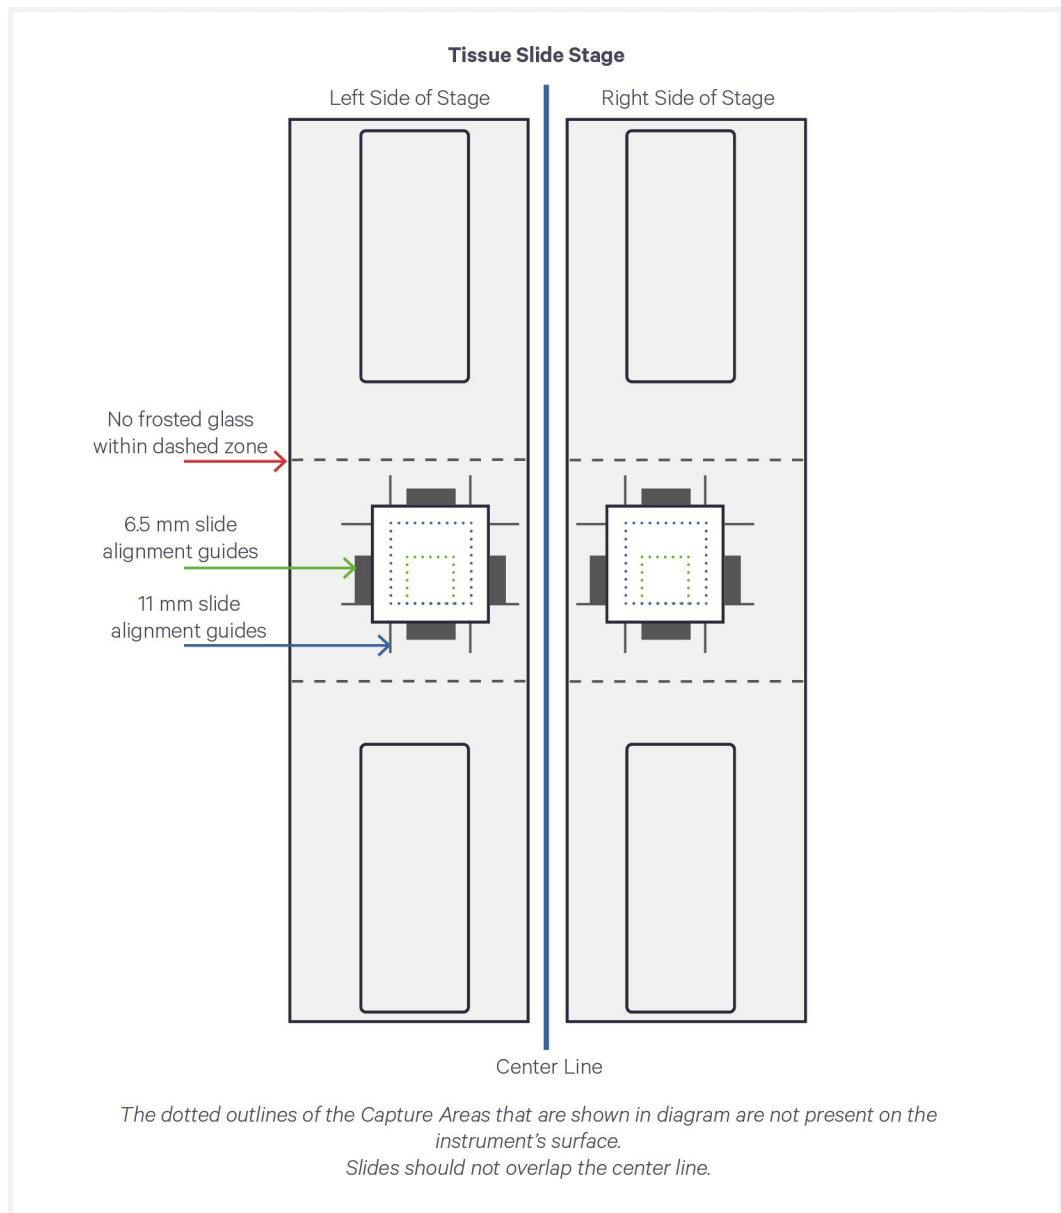 Tissue Slide Stage
Left Side of Stage
Right Side of Stage
No frosted glass
within dashed zone
6.5 mm slide
alignment guides
11 mm slide
alignment guides
Center Line
The dotted outlines of the Capture Areas that are shown in diagram are not present on the
instrument's surface.
Slides should not overlap the center line.